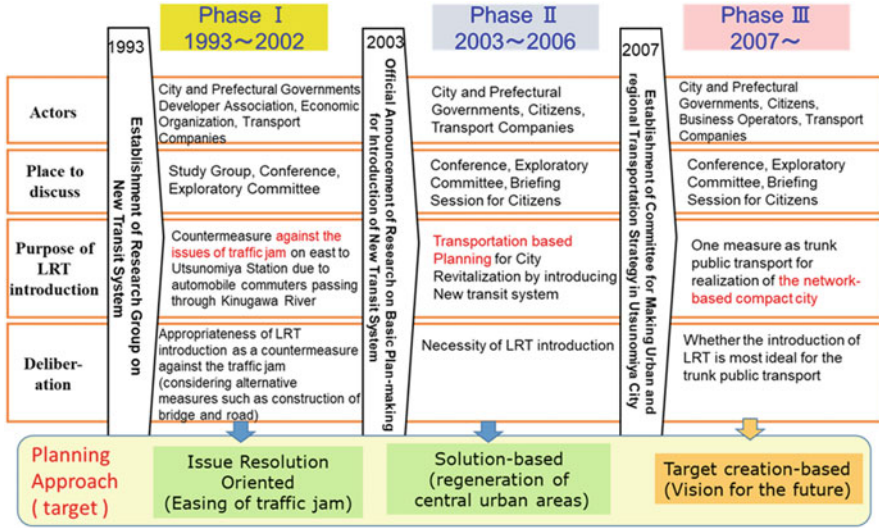 Phase I
1993～2002
Phase II
2003～2006
Phase III
2007～
1993
Establishment of Research Group on
New Transit System
2003
Official Announcement of Research on Basic Plan-making
for Introduction of New Transit System
2007
Establishment of Committee for Making Urban and
regional Transportation Strategy in Utsunomiya City
Actors
City and Prefectural Governments
Developer Association, Economic
Organization, Transport
Companies
City and Prefectural
Governments, Citizens,
Transport Companies
City and Prefectural
Governments, Citizens,
Business Operators, Transport
Companies
Place to
discuss
Study Group, Conference,
Exploratory Committee
Conference, Exploratory
Committee, Briefing
Session for Citizens
Conference, Exploratory
Committee, Briefing
Session for Citizens
Purpose of
LRT
introduction
Countermeasure against the
issues of traffic jam on east to
Utsunomiya Station due to
automobile commuters passing
through Kinugawa River
Transportation based
Planning for City
Revitalization by introducing
New transit system
One measure as trunk
public transport for
realization of the network-
based compact city
Deliber-
ation
Appropriateness of LRT
introduction as a countermeasure
against the traffic jam
(considering alternative
measures such as construction of
bridge and road)
Necessity of LRT introduction
Whether the introduction of
LRT is most ideal for the
trunk public transport
Planning
Approach
( target )
Issue Resolution
Oriented
(Easing of traffic jam)
Solution-based
(regeneration of
central urban areas)
Target creation-based
(Vision for the future)